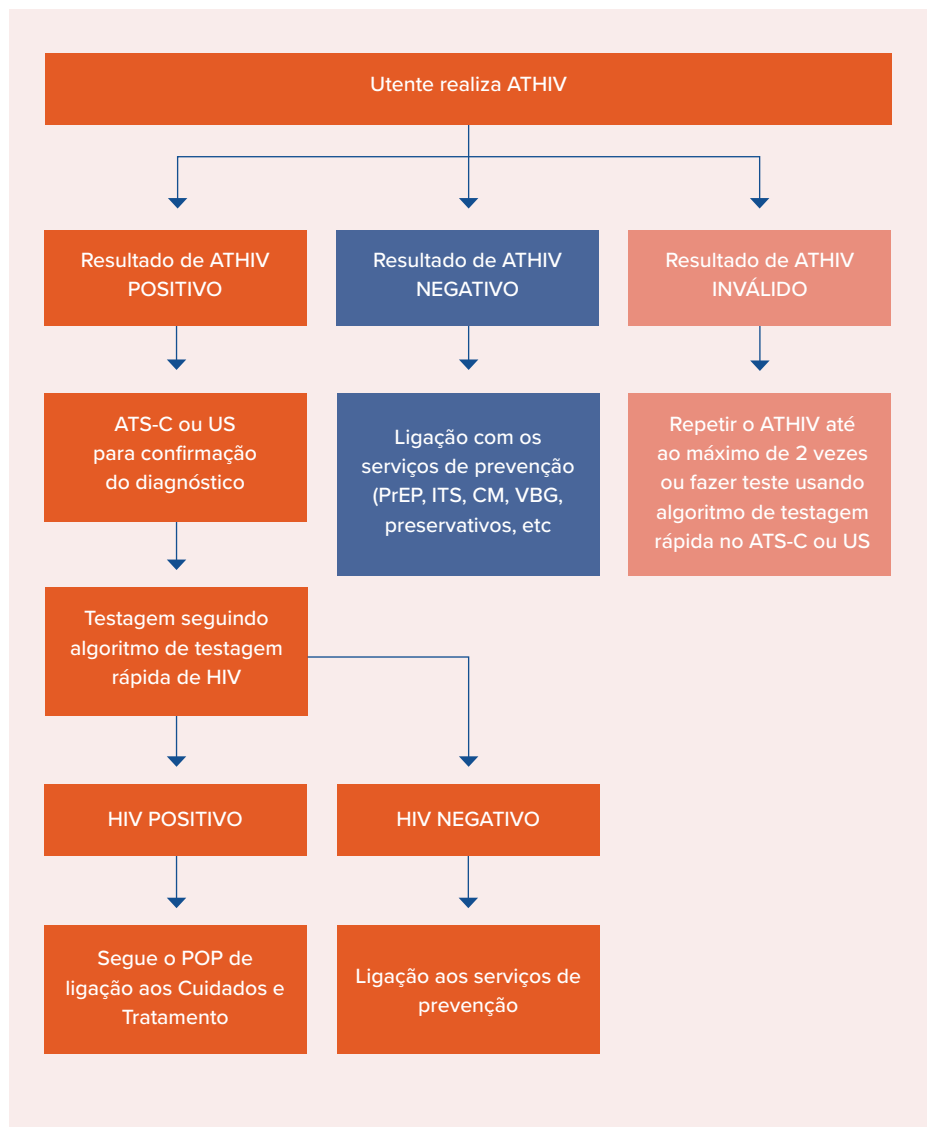 Utente realiza ATHIV
Resultado de ATHIV
POSITIVO
Resultado de ATHIV
NEGATIVO
Resultado de ATHIV
INVÁLIDO
ATS-C ou US
para confirmação
do diagnóstico
Ligação com os
serviços de prevenção
(PrEP, ITS, CM, VBG,
preservativos, etc
Repetir o ATHIV até
ao máximo de 2 vezes
ou fazer teste usando
algoritmo de testagem
rápida no ATS-C ou US
Testagem seguindo
algoritmo de testagem
rápida de HIV
HIV POSITIVO
HIV NEGATIVO
Segue o POP de
ligação aos Cuidados e
Tratamento
Ligação aos serviços de
prevenção